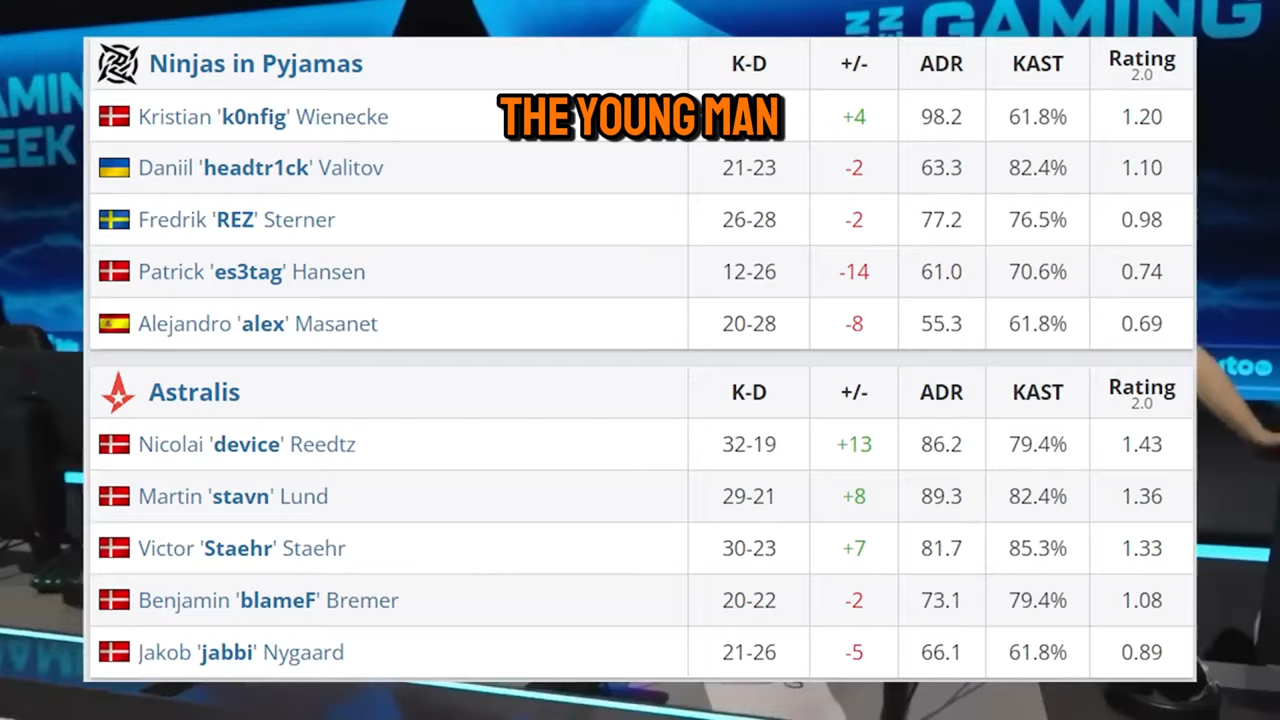 GAMING
Ninjas in Pyjamas K-D +/- ADR KAST Rating 2.0
THE YOUNG MAN
Kristian 'k0nfig' Wienecke +4 98.2 61.8% 1.20
Daniil 'headtr1ck' Valitov 21-23 -2 63.3 82.4% 1.10
Fredrik 'REZ' Sterner 26-28 -2 77.2 76.5% 0.98
Patrick 'es3tag' Hansen 12-26 -14 61.0 70.6% 0.74
Alejandro 'alex' Masanet 20-28 -8 55.3 61.8% 0.69
Astralis K-D +/- ADR KAST Rating 2.0
Nicolai 'device' Reedtz 32-19 +13 86.2 79.4% 1.43
Martin 'stavn' Lund 29-21 +8 89.3 82.4% 1.36
Victor 'Staehr' Staehr 30-23 +7 81.7 85.3% 1.33
Benjamin 'blameF' Bremer 20-22 -2 73.1 79.4% 1.08
Jakob 'jabbi' Nygaard 21-26 -5 66.1 61.8% 0.89